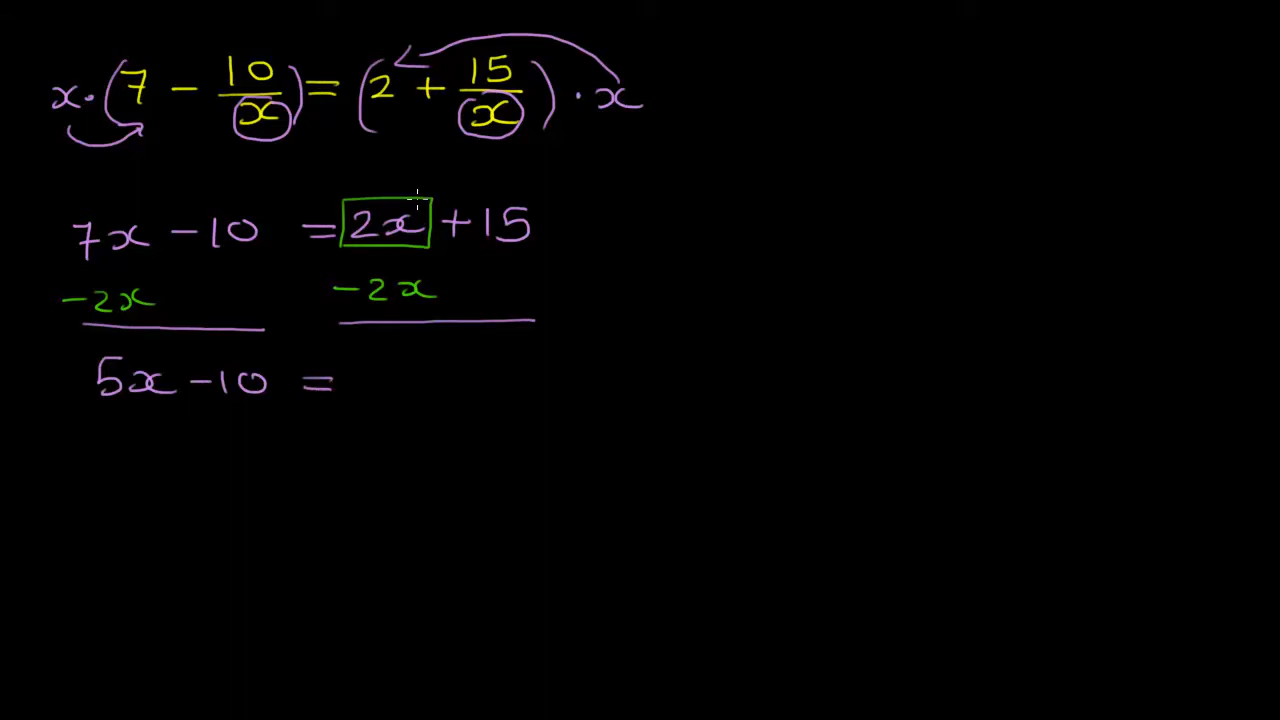 x·(7 − 10/x) = (2 + 15/x)·x
7x − 10 = 2x + 15
−2x −2x
5x − 10 =